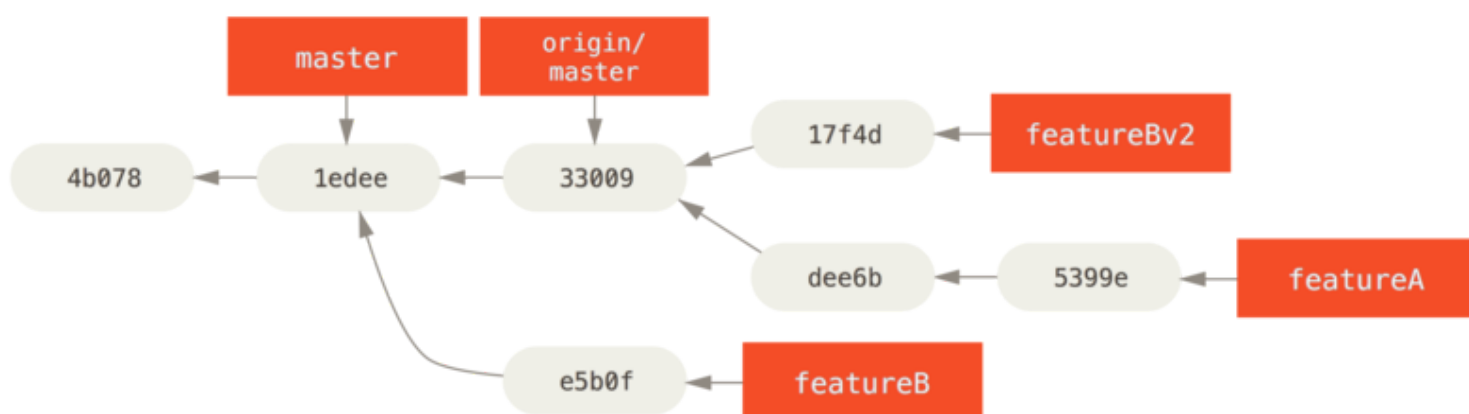 master
origin/
master
17f4d
featureBv2
4b078
1edee
33009
dee6b
5399e
featureA
e5b0f
featureB